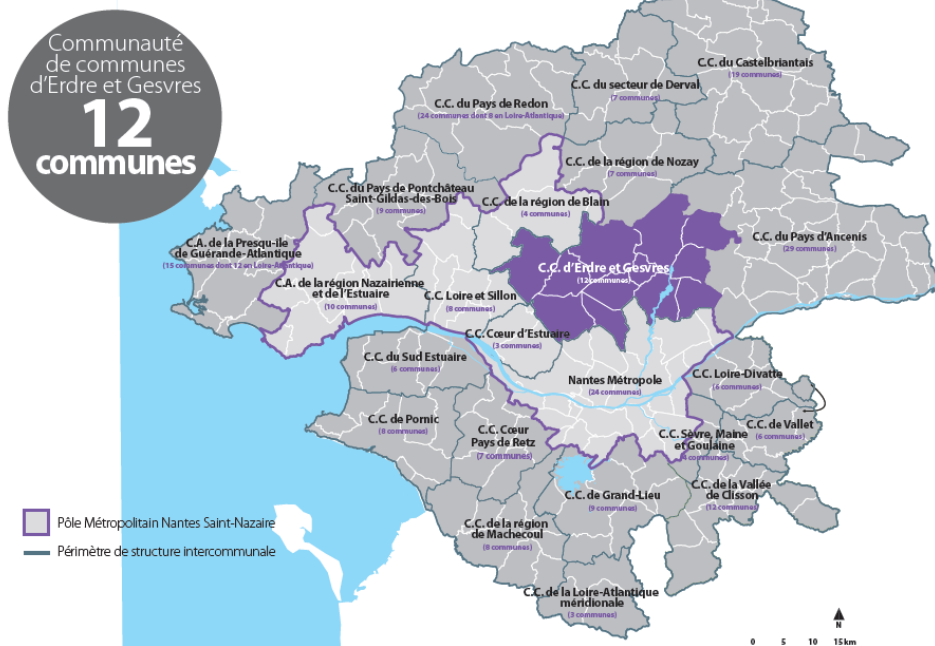 Communauté
de communes
d'Erdre et Gesvres
12
communes
C.C. du Castelbriantais
(19 communes)
C.C. du secteur de Derval
(7 communes)
C.C. du Pays de Redon
(24 communes dont 8 en Loire-Atlantique)
C.C. de la région de Nozay
(7 communes)
C.C. du Pays de Pontchâteau
Saint-Gildas-des-Bois
(9 communes)
C.C. de la région de Blain
(4 communes)
C.A. de la Presqu-ile
de Guérande-Atlantique
(15 communes dont 12 en Loire-Atlantique)
C.C. du Pays d'Ancenis
(29 communes)
C.C. d'Erdre et Gesvres
(12 communes)
C.A. de la région Nazairienne
et de l'Estuaire
(10 communes)
C.C. Loire et Sillon
(8 communes)
C.C. Cœur d'Estuaire
(3 communes)
C.C. du Sud Estuaire
(6 communes)
Nantes Métropole
(24 communes)
C.C. Loire-Divatte
(6 communes)
C.C. de Pornic
(8 communes)
C.C. Cœur
Pays de Retz
(7 communes)
C.C. de Vallet
(6 communes)
C.C. Sèvre, Maine
et Goulaine
(4 communes)
C.C. de la Vallée
de Clisson
(12 communes)
C.C. de Grand-Lieu
(9 communes)
Pôle Métropolitain Nantes Saint-Nazaire
Périmètre de structure intercommunale
C.C. de la région
de Machecoul
(8 communes)
C.C. de la Loire-Atlantique
méridionale
(3 communes)
N
0 5 10 15km